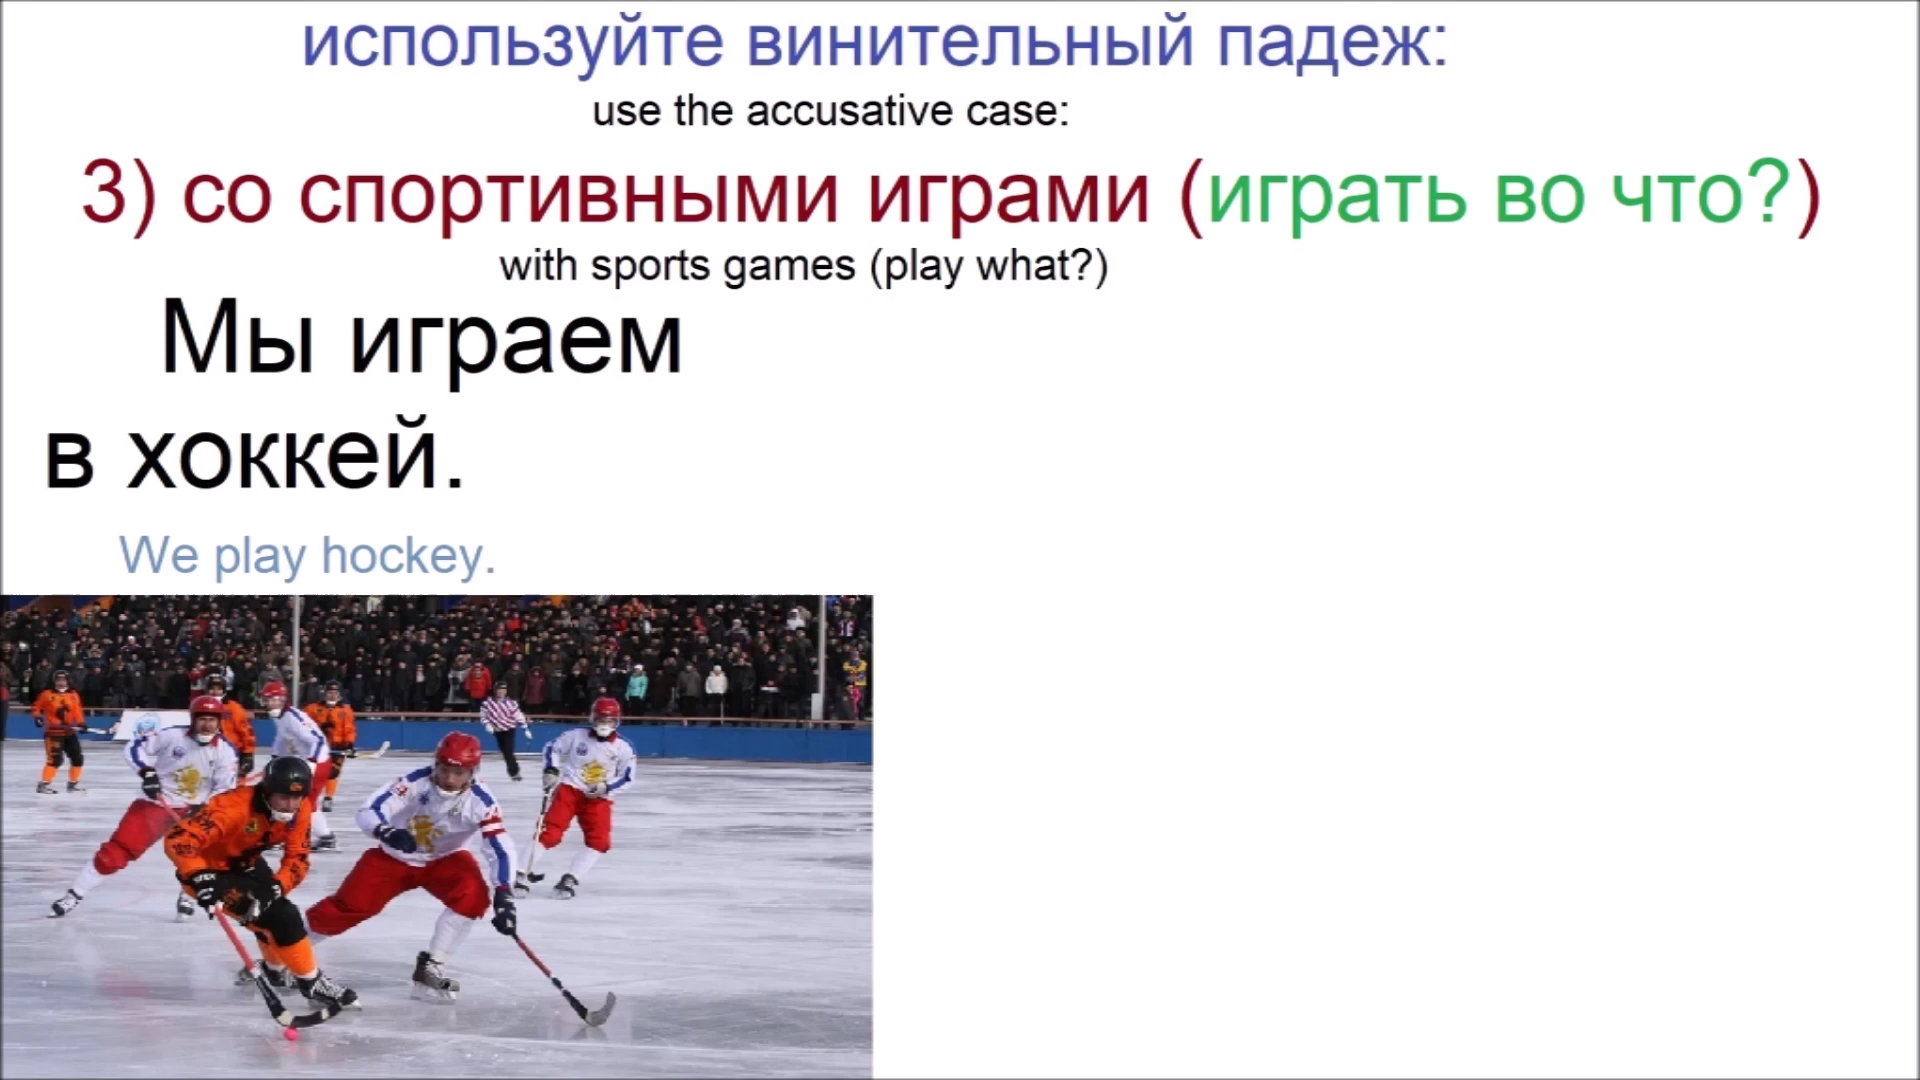 используйте винительный падеж:
use the accusative case:
3) со спортивными играми (играть во что?)
with sports games (play what?)
Мы играем
в хоккей.
We play hockey.